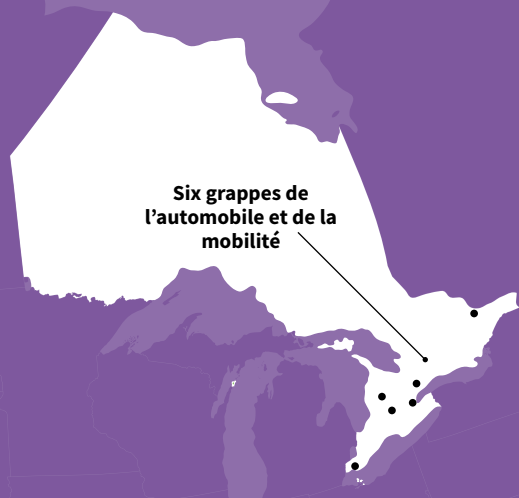 Six grappes de
l’automobile et de la
mobilité